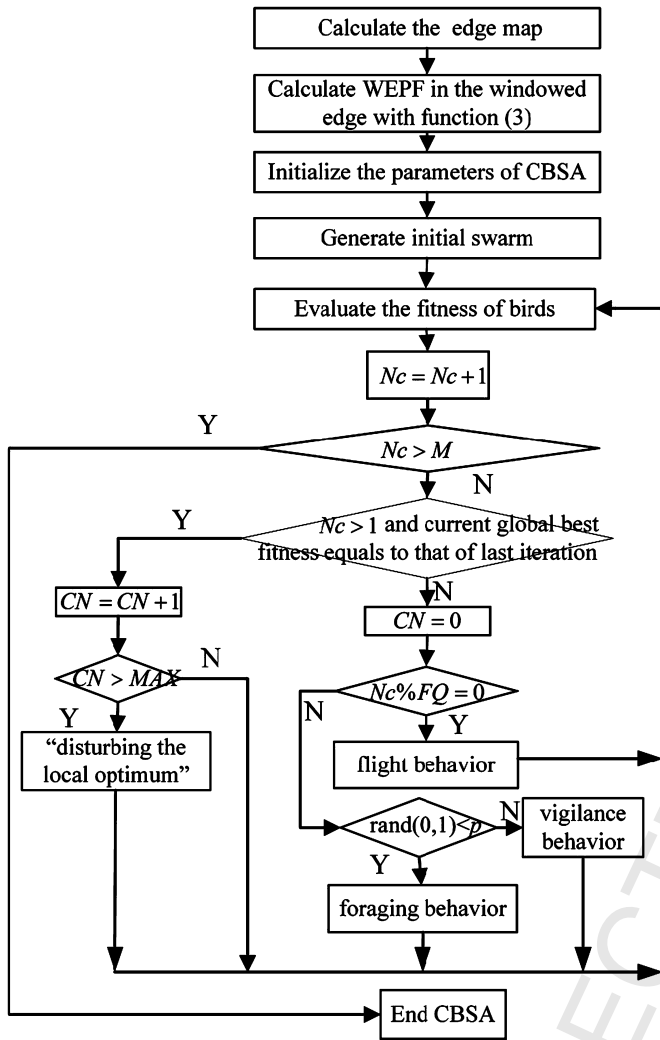 Calculate the edge map
Calculate WEPF in the windowed
edge with function (3)
Initialize the parameters of CBSA
Generate initial swarm
Evaluate the fitness of birds
Nc = Nc+1
Y
Nc > M
N
Y
Nc > 1 and current global best
fitness equals to that of last iteration
N
CN = CN +1
CN = 0
CN > MAX
N
Nc%FQ = 0
N
Y
Y
"disturbing the
local optimum"
flight behavior
rand(0,1)<p
N
vigilance
behavior
Y
foraging behavior
End CBSA